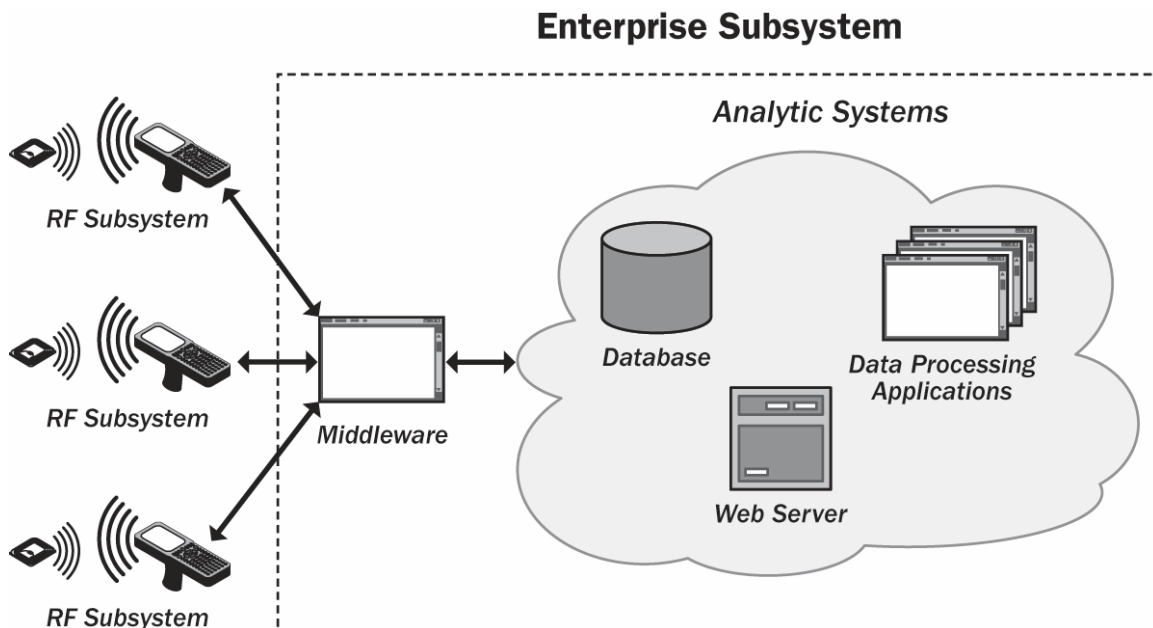 Enterprise Subsystem
Analytic Systems
RF Subsystem
Database
Data Processing
Applications
RF Subsystem
Middleware
Web Server
RF Subsystem